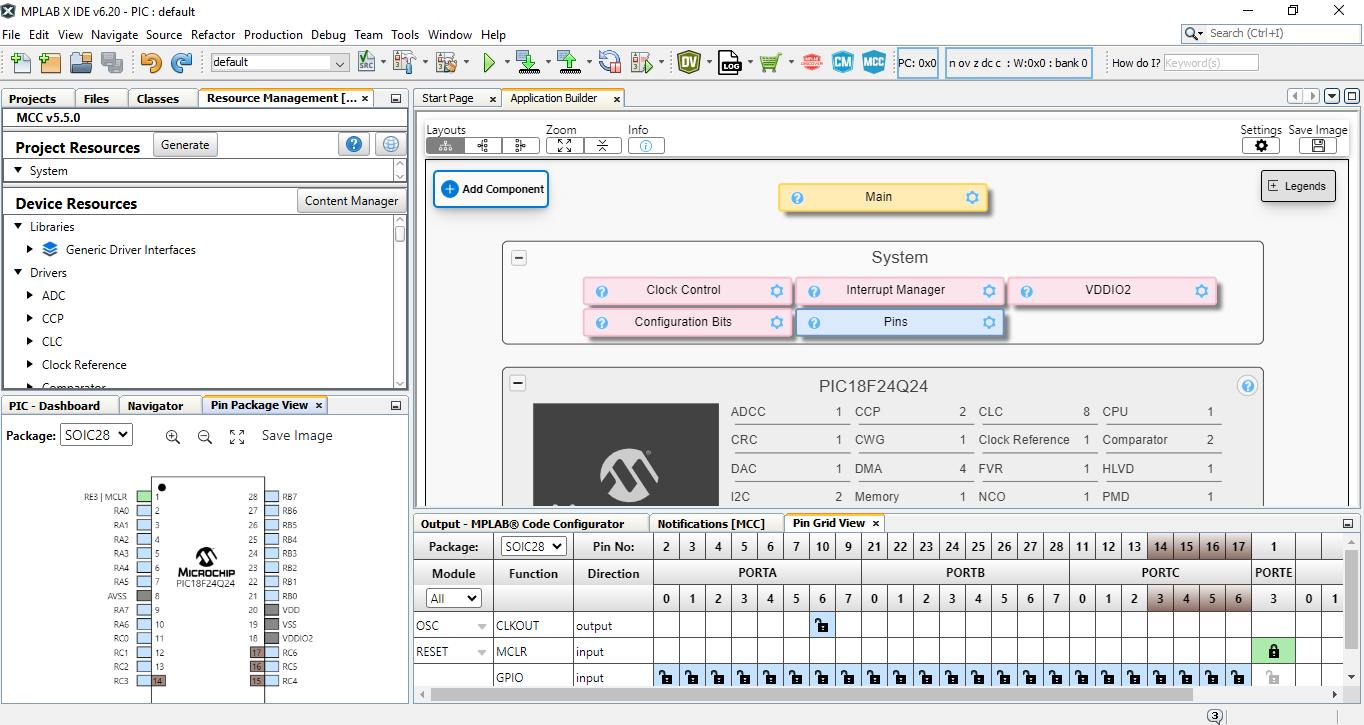 MPLAB X IDE v6.20 - PIC : default
File Edit View Navigate Source Refactor Production Debug Team Tools Window Help
Search (Ctrl+I)
default
PC: 0x0
n ov z dc c : W:0x0 : bank 0
How do I? Keyword(s)
Projects Files Classes Resource Management [... ×
MCC v5.5.0
Project Resources Generate
System
Device Resources Content Manager
Libraries
Generic Driver Interfaces
Drivers
ADC
CCP
CLC
Clock Reference
Comparator
PIC - Dashboard Navigator Pin Package View ×
Package: SOIC28 Save Image
RE3 | MCLR 1 28 RB7
RA0 2 27 RB6
RA1 3 26 RB5
RA2 4 25 RB4
RA3 5 24 RB3
RA4 6 23 RB2
RA5 7 22 RB1
AVSS 8 21 RB0
RA7 9 20 VDD
RA6 10 19 VSS
RC0 11 18 VDDIO2
RC1 12 17 RC6
RC2 13 16 RC5
RC3 14 15 RC4
MICROCHIP
PIC18F24Q24
Start Page × Application Builder ×
Layouts Zoom Info Settings Save Image
Add Component
Main
Legends
System
Clock Control Interrupt Manager VDDIO2
Configuration Bits Pins
PIC18F24Q24
ADCC 1 CCP 2 CLC 8 CPU 1
CRC 1 CWG 1 Clock Reference 1 Comparator 2
DAC 1 DMA 4 FVR 1 HLVD 1
I2C 2 Memory 1 NCO 1 PMD 1
Output - MPLAB® Code Configurator Notifications [MCC] Pin Grid View ×
Package: SOIC28 Pin No: 2 3 4 5 6 7 10 9 21 22 23 24 25 26 27 28 11 12 13 14 15 16 17 1
Module Function Direction PORTA PORTB PORTC PORTE
All 0 1 2 3 4 5 6 7 0 1 2 3 4 5 6 7 0 1 2 3 4 5 6 3 0 1
OSC CLKOUT output
RESET MCLR input
GPIO input
3